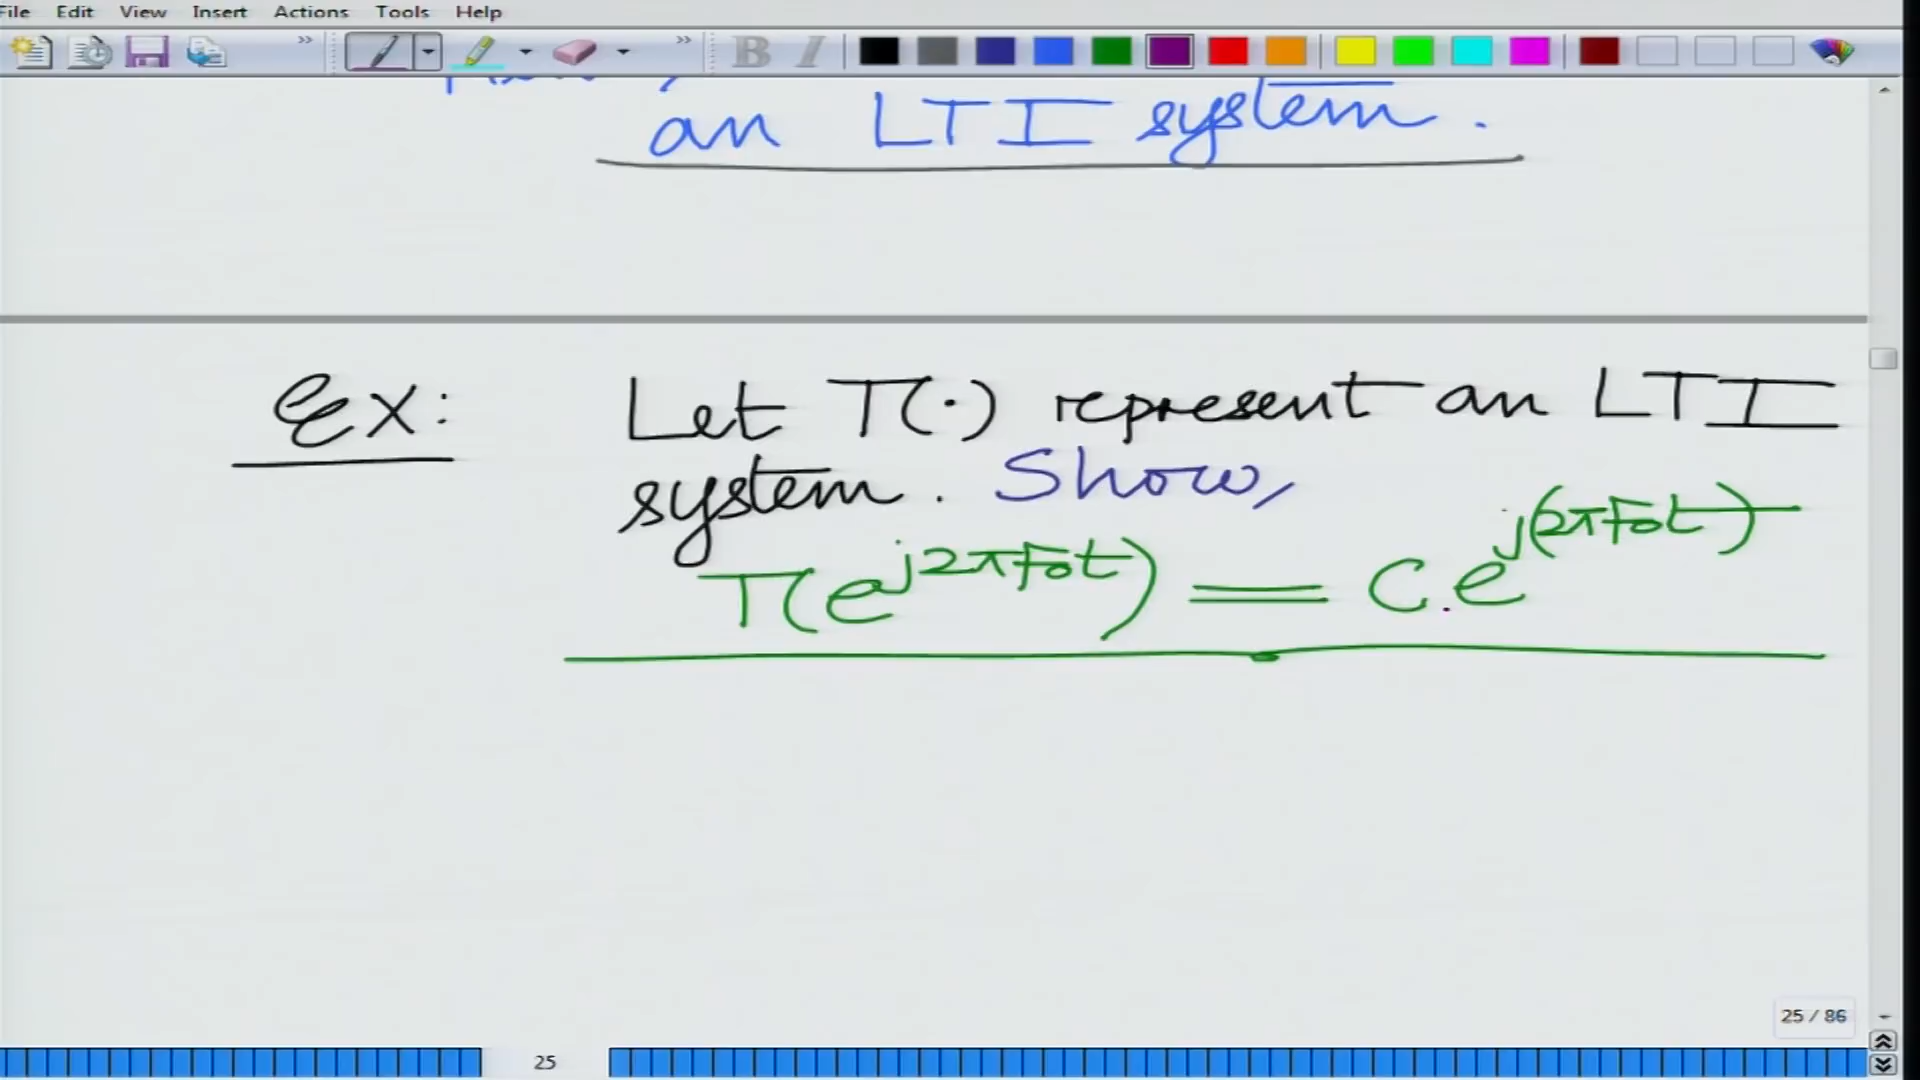 File Edit View Insert Actions Tools Help
B I
an LTI system.
Ex: Let T(·) represent an LTI
system. Show,
T(e^{j2πF₀t}) = C.e^{j(2πF₀t)}
25 / 86
25